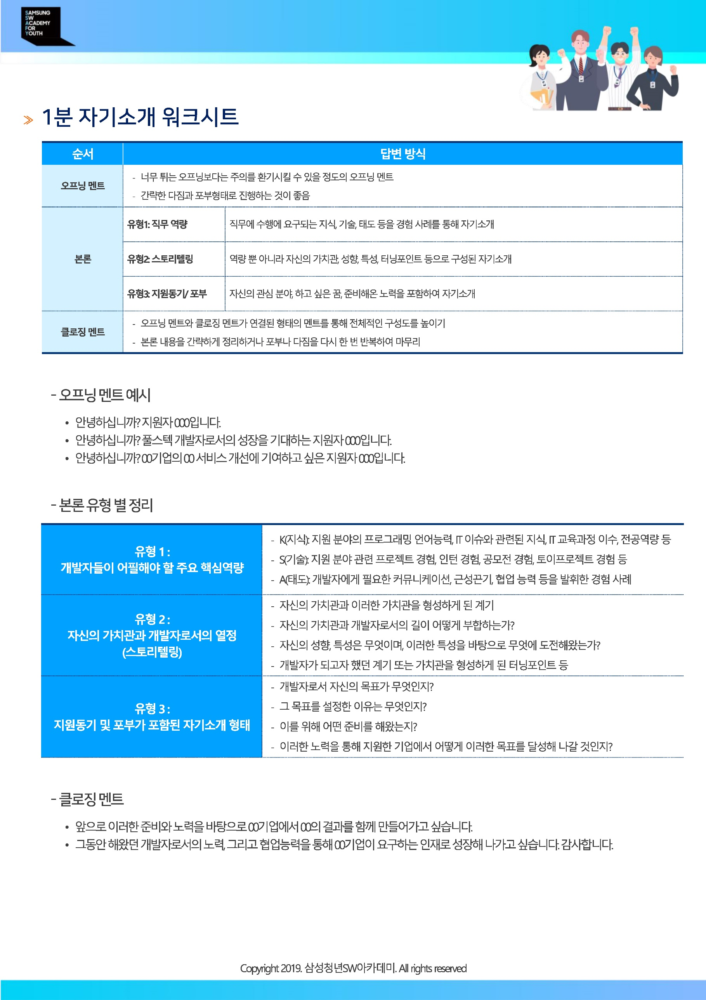 SAMSUNG
SW
ACADEMY
FOR
YOUTH
1분 자기소개 워크시트
순서 답변 방식
오프닝 멘트
- 너무 튀는 오프닝보다는 주의를 환기시킬 수 있을 정도의 오프닝 멘트
- 간략한 다짐과 포부형태로 진행하는 것이 좋음
본론
유형1: 직무 역량 직무에 수행에 요구되는 지식, 기술, 태도 등을 경험 사례를 통해 자기소개
유형2: 스토리텔링 역량 뿐 아니라 자신의 가치관, 성향, 특성, 터닝포인트 등으로 구성된 자기소개
유형3: 지원동기/ 포부 자신의 관심 분야, 하고 싶은 꿈, 준비해온 노력을 포함하여 자기소개
클로징 멘트
- 오프닝 멘트와 클로징 멘트가 연결된 형태의 멘트를 통해 전체적인 구성도를 높이기
- 본론 내용을 간략하게 정리하거나 포부나 다짐을 다시 한 번 반복하여 마무리
- 오프닝 멘트 예시
• 안녕하십니까? 지원자 000입니다.
• 안녕하십니까? 풀스텍 개발자로서의 성장을 기대하는 지원자 000입니다.
• 안녕하십니까? 00기업의 00 서비스 개선에 기여하고 싶은 지원자 000입니다.
- 본론 유형 별 정리
유형 1 :
개발자들이 어필해야 할 주요 핵심역량
- K(지식): 지원 분야의 프로그래밍 언어능력, IT 이슈와 관련된 지식, IT 교육과정 이수, 전공역량 등
- S(기술): 지원 분야 관련 프로젝트 경험, 인턴 경험, 공모전 경험, 토이프로젝트 경험 등
- A(태도): 개발자에게 필요한 커뮤니케이션, 근성끈기, 협업 능력 등을 발휘한 경험 사례
유형 2 :
자신의 가치관과 개발자로서의 열정
(스토리텔링)
- 자신의 가치관과 이러한 가치관을 형성하게 된 계기
- 자신의 가치관과 개발자로서의 길이 어떻게 부합하는가?
- 자신의 성향, 특성은 무엇이며, 이러한 특성을 바탕으로 무엇에 도전해왔는가?
- 개발자가 되고자 했던 계기 또는 가치관을 형성하게 된 터닝포인트 등
유형 3 :
지원동기 및 포부가 포함된 자기소개 형태
- 개발자로서 자신의 목표가 무엇인지?
- 그 목표를 설정한 이유는 무엇인지?
- 이를 위해 어떤 준비를 해왔는지?
- 이러한 노력을 통해 지원한 기업에서 어떻게 이러한 목표를 달성해 나갈 것인지?
- 클로징 멘트
• 앞으로 이러한 준비와 노력을 바탕으로 00기업에서 00의 결과를 함께 만들어가고 싶습니다.
• 그동안 해왔던 개발자로서의 노력, 그리고 협업능력을 통해 00기업이 요구하는 인재로 성장해 나가고 싶습니다. 감사합니다.
Copyright 2019. 삼성청년SW아카데미. All rights reserved